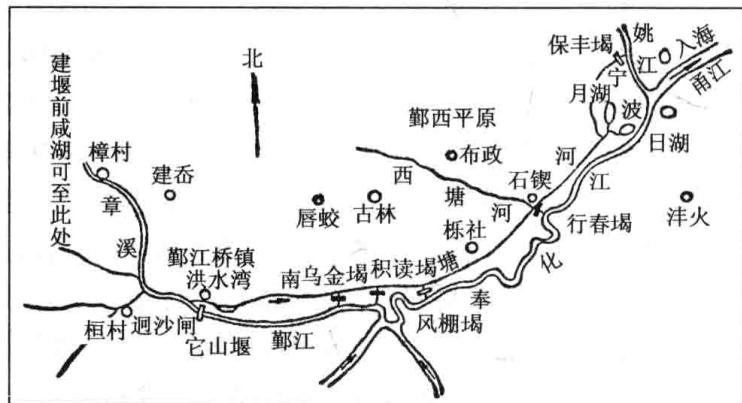 建堰前咸湖可至此处
北
保丰堨
姚江
入海
甬江
宁波
月湖
日湖
鄞西平原
布政
樟村
章溪
建岙
唇蛟
古林
西塘河
石锲
行春堨
沣火
栎社
鄞江桥镇
洪水湾
南乌金堨
积读堨
塘河
奉化江
风棚堨
桓村
迥沙闸
它山堰
鄞江